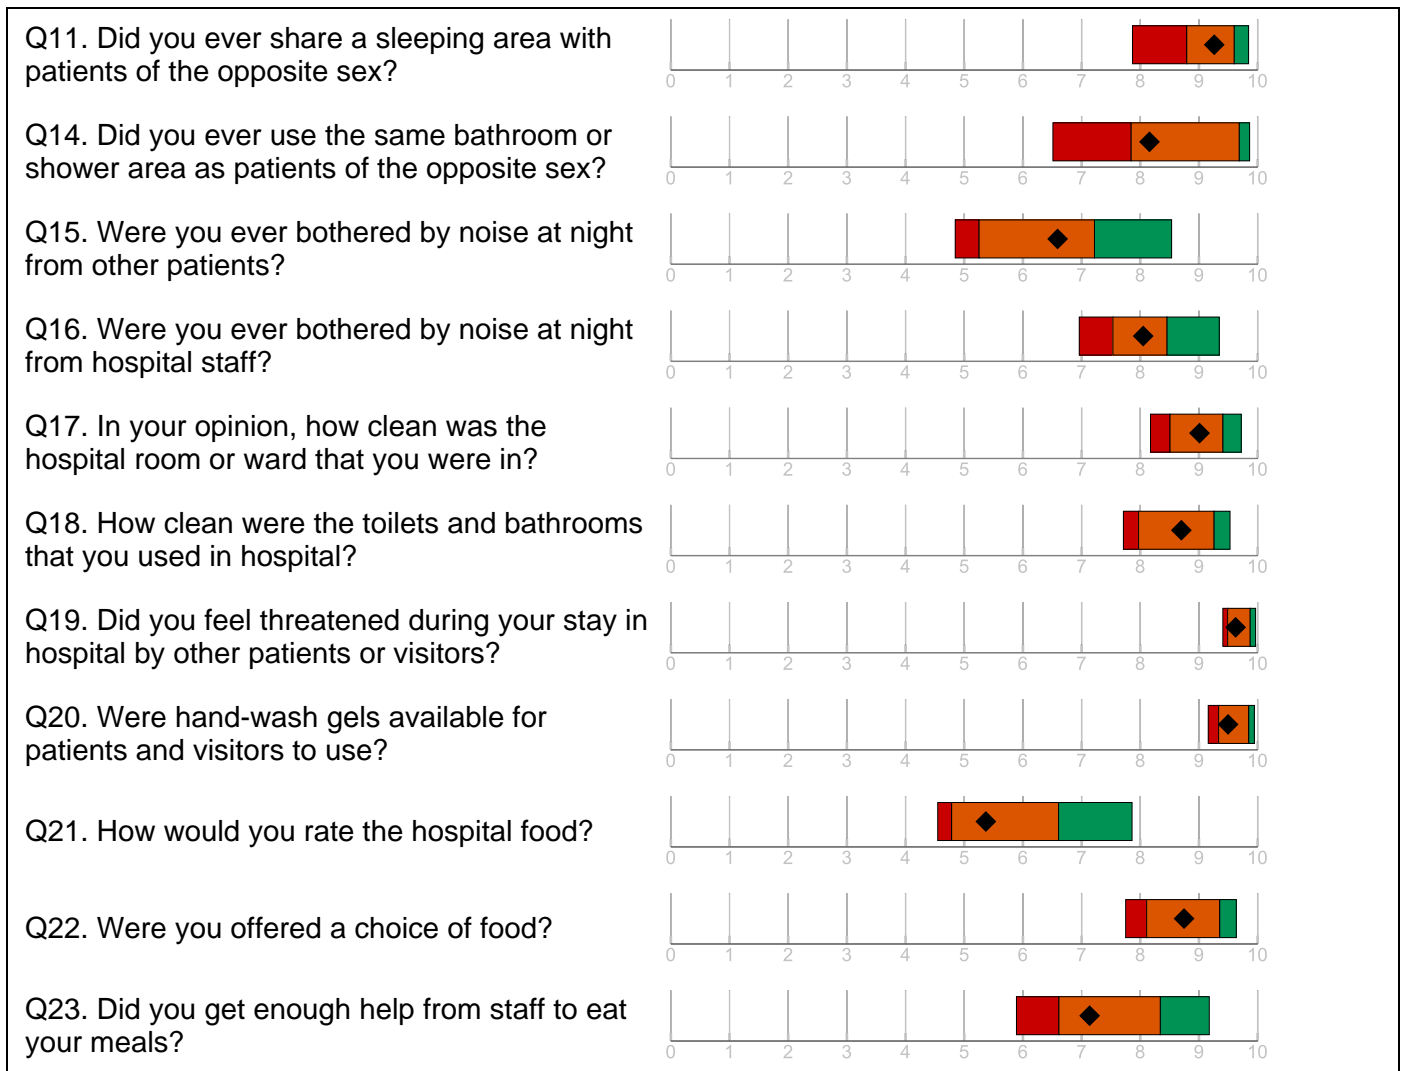 Q11. Did you ever share a sleeping area with
patients of the opposite sex?
0 1 2 3 4 5 6 7 8 9 10
Q14. Did you ever use the same bathroom or
shower area as patients of the opposite sex?
0 1 2 3 4 5 6 7 8 9 10
Q15. Were you ever bothered by noise at night
from other patients?
0 1 2 3 4 5 6 7 8 9 10
Q16. Were you ever bothered by noise at night
from hospital staff?
0 1 2 3 4 5 6 7 8 9 10
Q17. In your opinion, how clean was the
hospital room or ward that you were in?
0 1 2 3 4 5 6 7 8 9 10
Q18. How clean were the toilets and bathrooms
that you used in hospital?
0 1 2 3 4 5 6 7 8 9 10
Q19. Did you feel threatened during your stay in
hospital by other patients or visitors?
0 1 2 3 4 5 6 7 8 9 10
Q20. Were hand-wash gels available for
patients and visitors to use?
0 1 2 3 4 5 6 7 8 9 10
Q21. How would you rate the hospital food?
0 1 2 3 4 5 6 7 8 9 10
Q22. Were you offered a choice of food?
0 1 2 3 4 5 6 7 8 9 10
Q23. Did you get enough help from staff to eat
your meals?
0 1 2 3 4 5 6 7 8 9 10